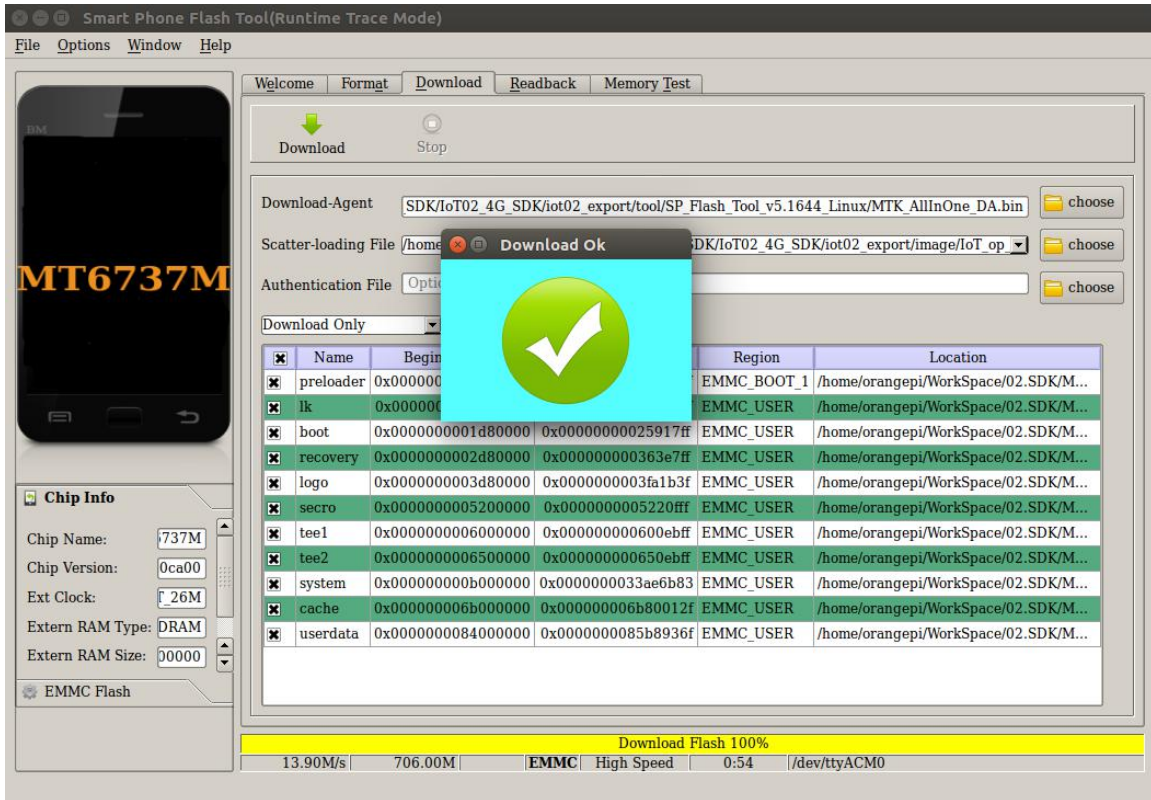 Smart Phone Flash Tool(Runtime Trace Mode)
File Options Window Help
BM
MT6737M
Chip Info
Chip Name: 737M
Chip Version: 0ca00
Ext Clock: T_26M
Extern RAM Type: DRAM
Extern RAM Size: 00000
EMMC Flash
Welcome Format Download Readback Memory Test
Download Stop
Download-Agent SDK/IoT02_4G_SDK/iot02_export/tool/SP_Flash_Tool_v5.1644_Linux/MTK_AllInOne_DA.bin choose
Scatter-loading File /home DK/IoT02_4G_SDK/iot02_export/image/IoT_op_ choose
Authentication File Optio choose
Download Only
Download Ok
Name Begin Region Location
preloader 0x000000 EMMC_BOOT_1 /home/orangepi/WorkSpace/02.SDK/M...
lk 0x000000 EMMC_USER /home/orangepi/WorkSpace/02.SDK/M...
boot 0x0000000001d80000 0x00000000025917ff EMMC_USER /home/orangepi/WorkSpace/02.SDK/M...
recovery 0x0000000002d80000 0x000000000363e7ff EMMC_USER /home/orangepi/WorkSpace/02.SDK/M...
logo 0x0000000003d80000 0x0000000003fa1b3f EMMC_USER /home/orangepi/WorkSpace/02.SDK/M...
secro 0x0000000005200000 0x0000000005220fff EMMC_USER /home/orangepi/WorkSpace/02.SDK/M...
tee1 0x0000000006000000 0x000000000600ebff EMMC_USER /home/orangepi/WorkSpace/02.SDK/M...
tee2 0x0000000006500000 0x000000000650ebff EMMC_USER /home/orangepi/WorkSpace/02.SDK/M...
system 0x000000000b000000 0x0000000033ae6b83 EMMC_USER /home/orangepi/WorkSpace/02.SDK/M...
cache 0x000000006b000000 0x000000006b80012f EMMC_USER /home/orangepi/WorkSpace/02.SDK/M...
userdata 0x0000000084000000 0x0000000085b8936f EMMC_USER /home/orangepi/WorkSpace/02.SDK/M...
Download Flash 100%
13.90M/s 706.00M EMMC High Speed 0:54 /dev/ttyACM0